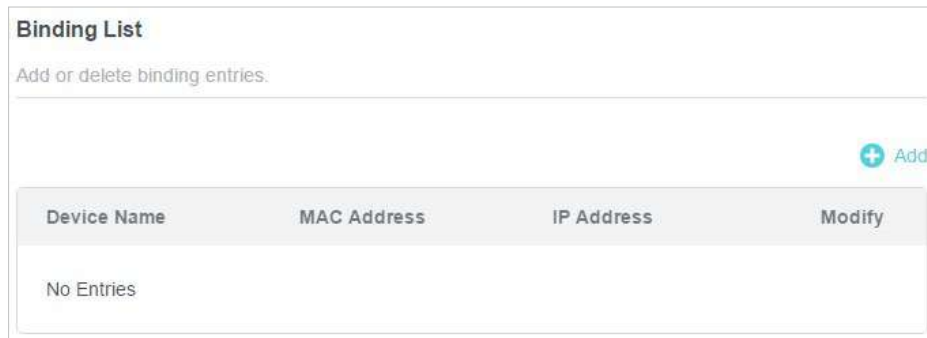 Binding List
Add or delete binding entries.
Add
Device Name MAC Address IP Address Modify
No Entries